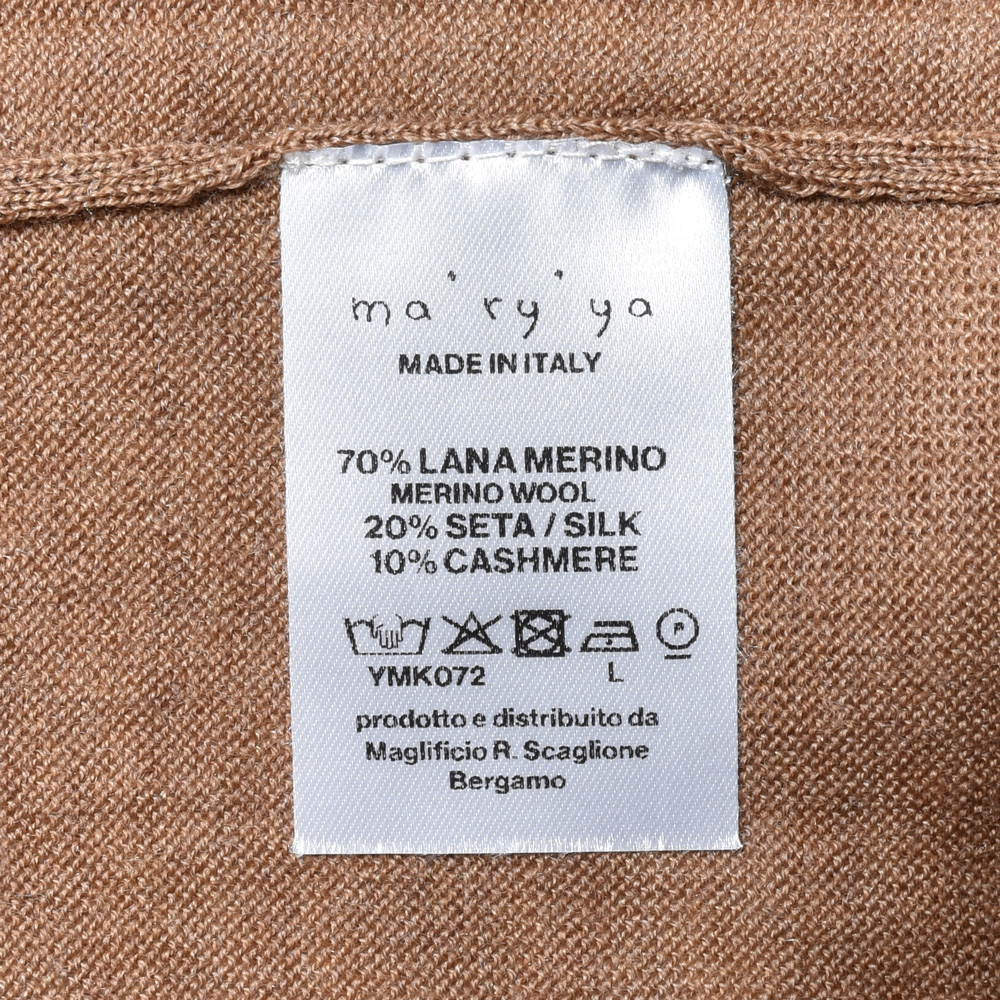 ma'ry'ya
MADE IN ITALY
70% LANA MERINO
MERINO WOOL
20% SETA / SILK
10% CASHMERE
P
YMK072 L
prodotto e distribuito da
Maglificio R. Scaglione
Bergamo